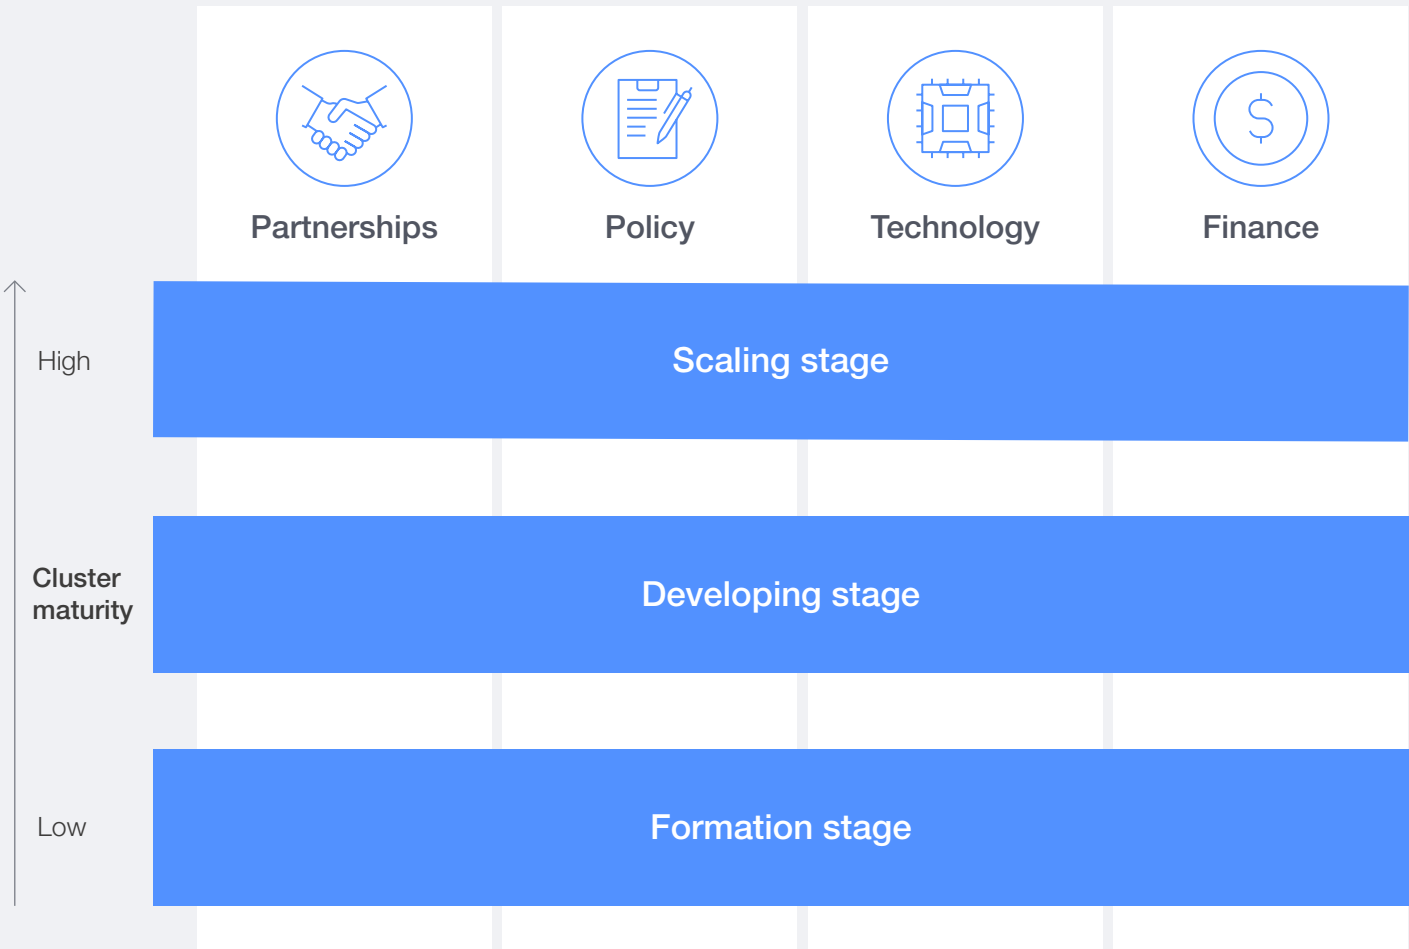 Partnerships
Policy
Technology
Finance
High
Scaling stage
Cluster
maturity
Developing stage
Low
Formation stage